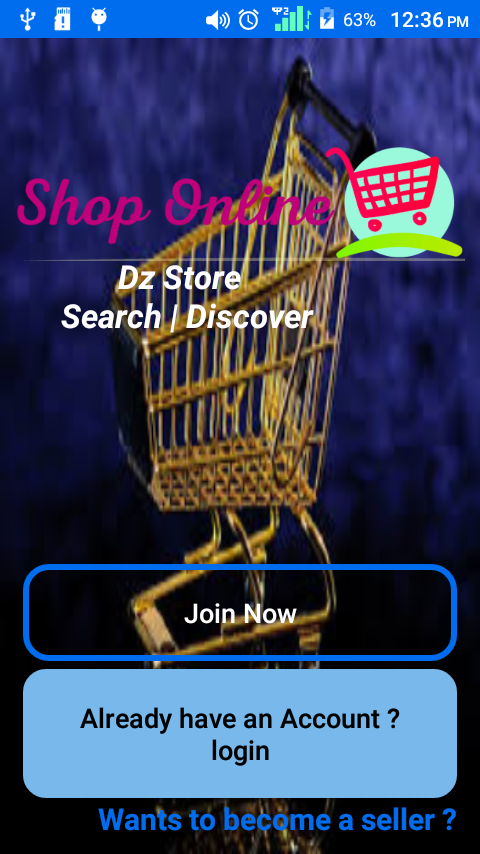 63% 12:36 PM
Shop Online
Dz Store
Search | Discover
Join Now
Already have an Account ?
login
Wants to become a seller ?